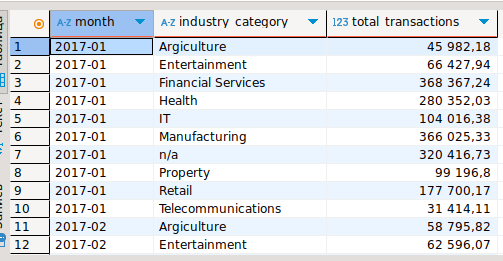 A-Z month A-Z industry_category 123 total transactions
1 2017-01 Argiculture 45 982,18
2 2017-01 Entertainment 66 427,94
3 2017-01 Financial Services 368 367,24
4 2017-01 Health 280 352,03
5 2017-01 IT 104 016,38
6 2017-01 Manufacturing 366 025,33
7 2017-01 n/a 320 416,73
8 2017-01 Property 99 196,8
9 2017-01 Retail 177 700,17
10 2017-01 Telecommunications 31 414,11
11 2017-02 Argiculture 58 795,82
12 2017-02 Entertainment 62 596,07